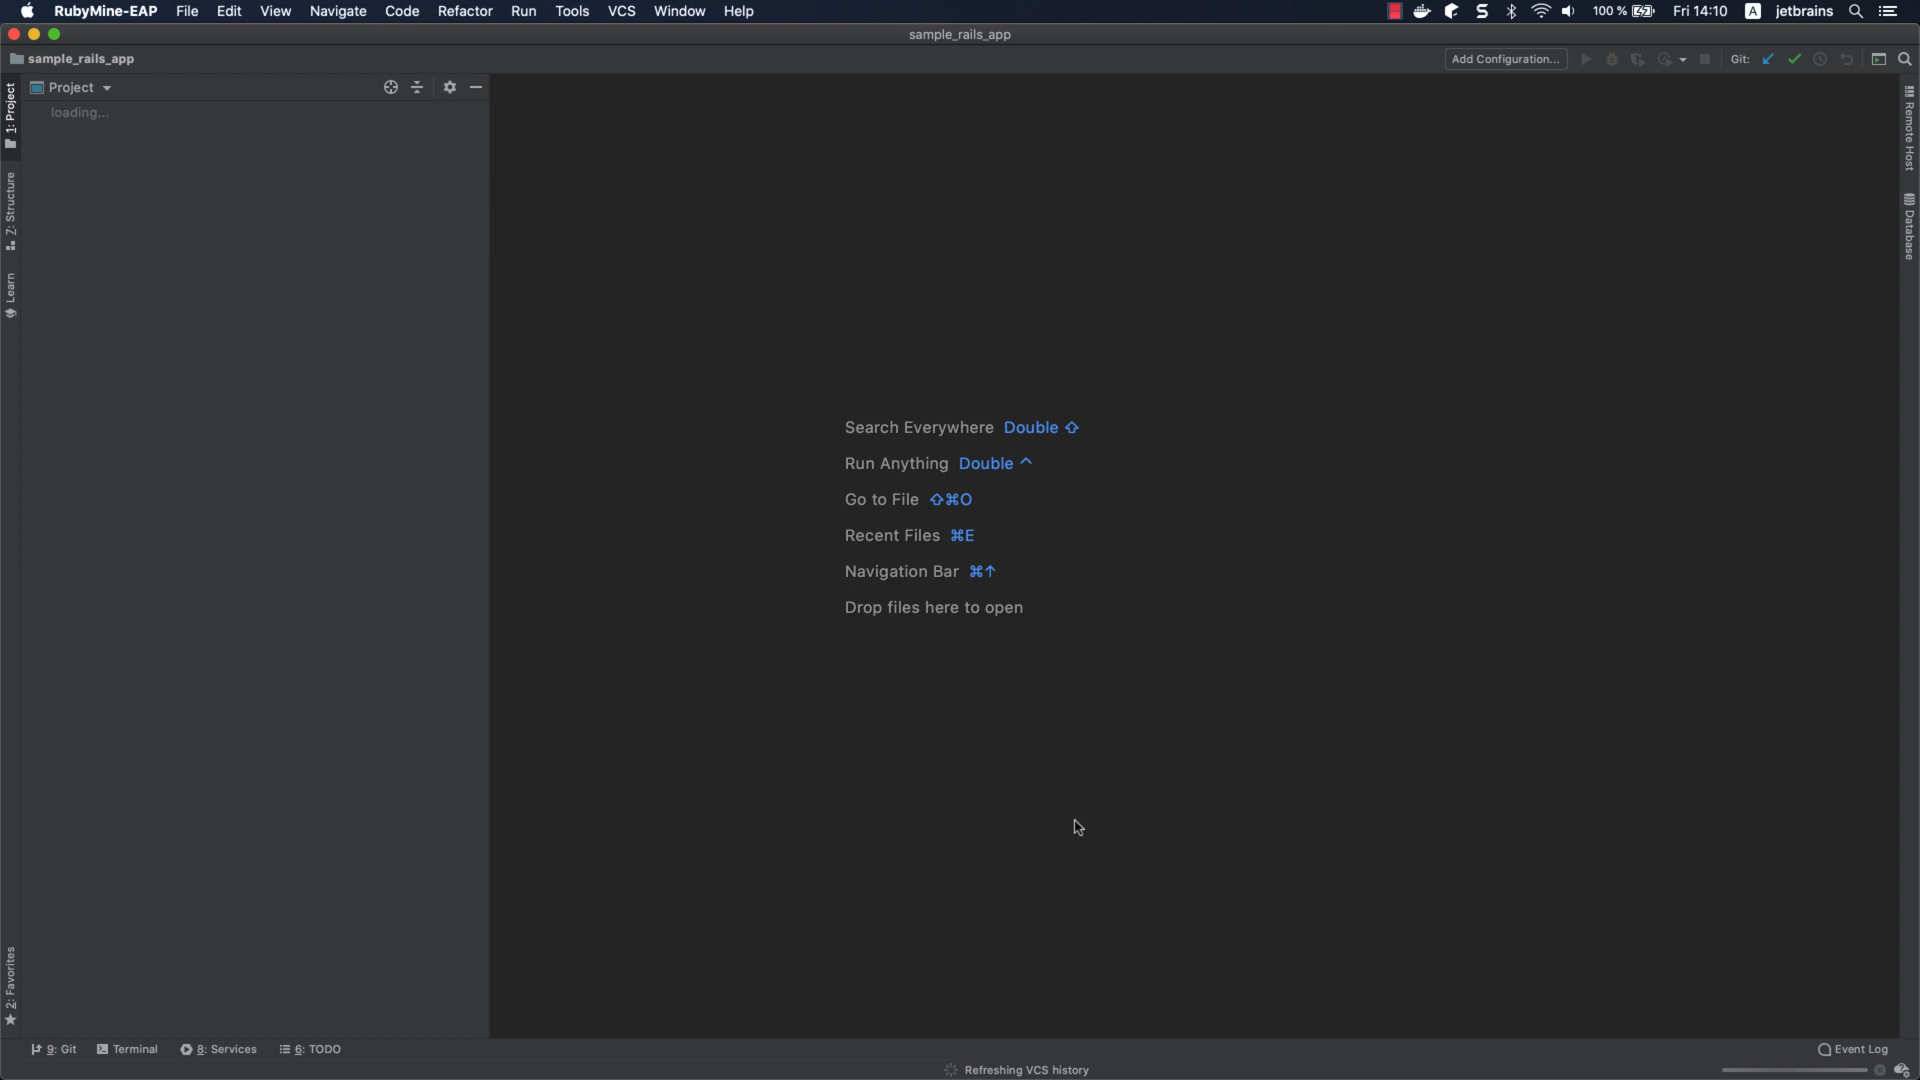 RubyMine-EAP File Edit View Navigate Code Refactor Run Tools VCS Window Help 100 % Fri 14:10 A jetbrains
sample_rails_app
sample_rails_app Add Configuration... Git:
1: Project
Project
loading...
Z: Structure
Learn
2: Favorites
Remote Host
Database
Search Everywhere Double ⇧
Run Anything Double ^
Go to File ⇧⌘O
Recent Files ⌘E
Navigation Bar ⌘↑
Drop files here to open
9: Git Terminal 8: Services 6: TODO Event Log
Refreshing VCS history